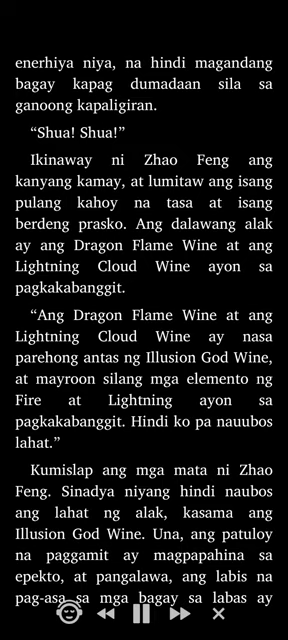 enerhiya niya, na hindi magandang
bagay kapag dumadaan sila sa
ganoong kapaligiran.
“Shua! Shua!”
Ikinaway ni Zhao Feng ang
kanyang kamay, at lumitaw ang isang
pulang kahoy na tasa at isang
berdeng prasko. Ang dalawang alak
ay ang Dragon Flame Wine at ang
Lightning Cloud Wine ayon sa
pagkakabanggit.
“Ang Dragon Flame Wine at ang
Lightning Cloud Wine ay nasa
parehong antas ng Illusion God Wine,
at mayroon silang mga elemento ng
Fire at Lightning ayon sa
pagkakabanggit. Hindi ko pa nauubos
lahat.”
Kumislap ang mga mata ni Zhao
Feng. Sinadya niyang hindi naubos
ang lahat ng alak, kasama ang
Illusion God Wine. Una, ang patuloy
na paggamit ay magpapahina sa
epekto, at pangalawa, ang labis na
pag-asa sa mga bagay sa labas ay